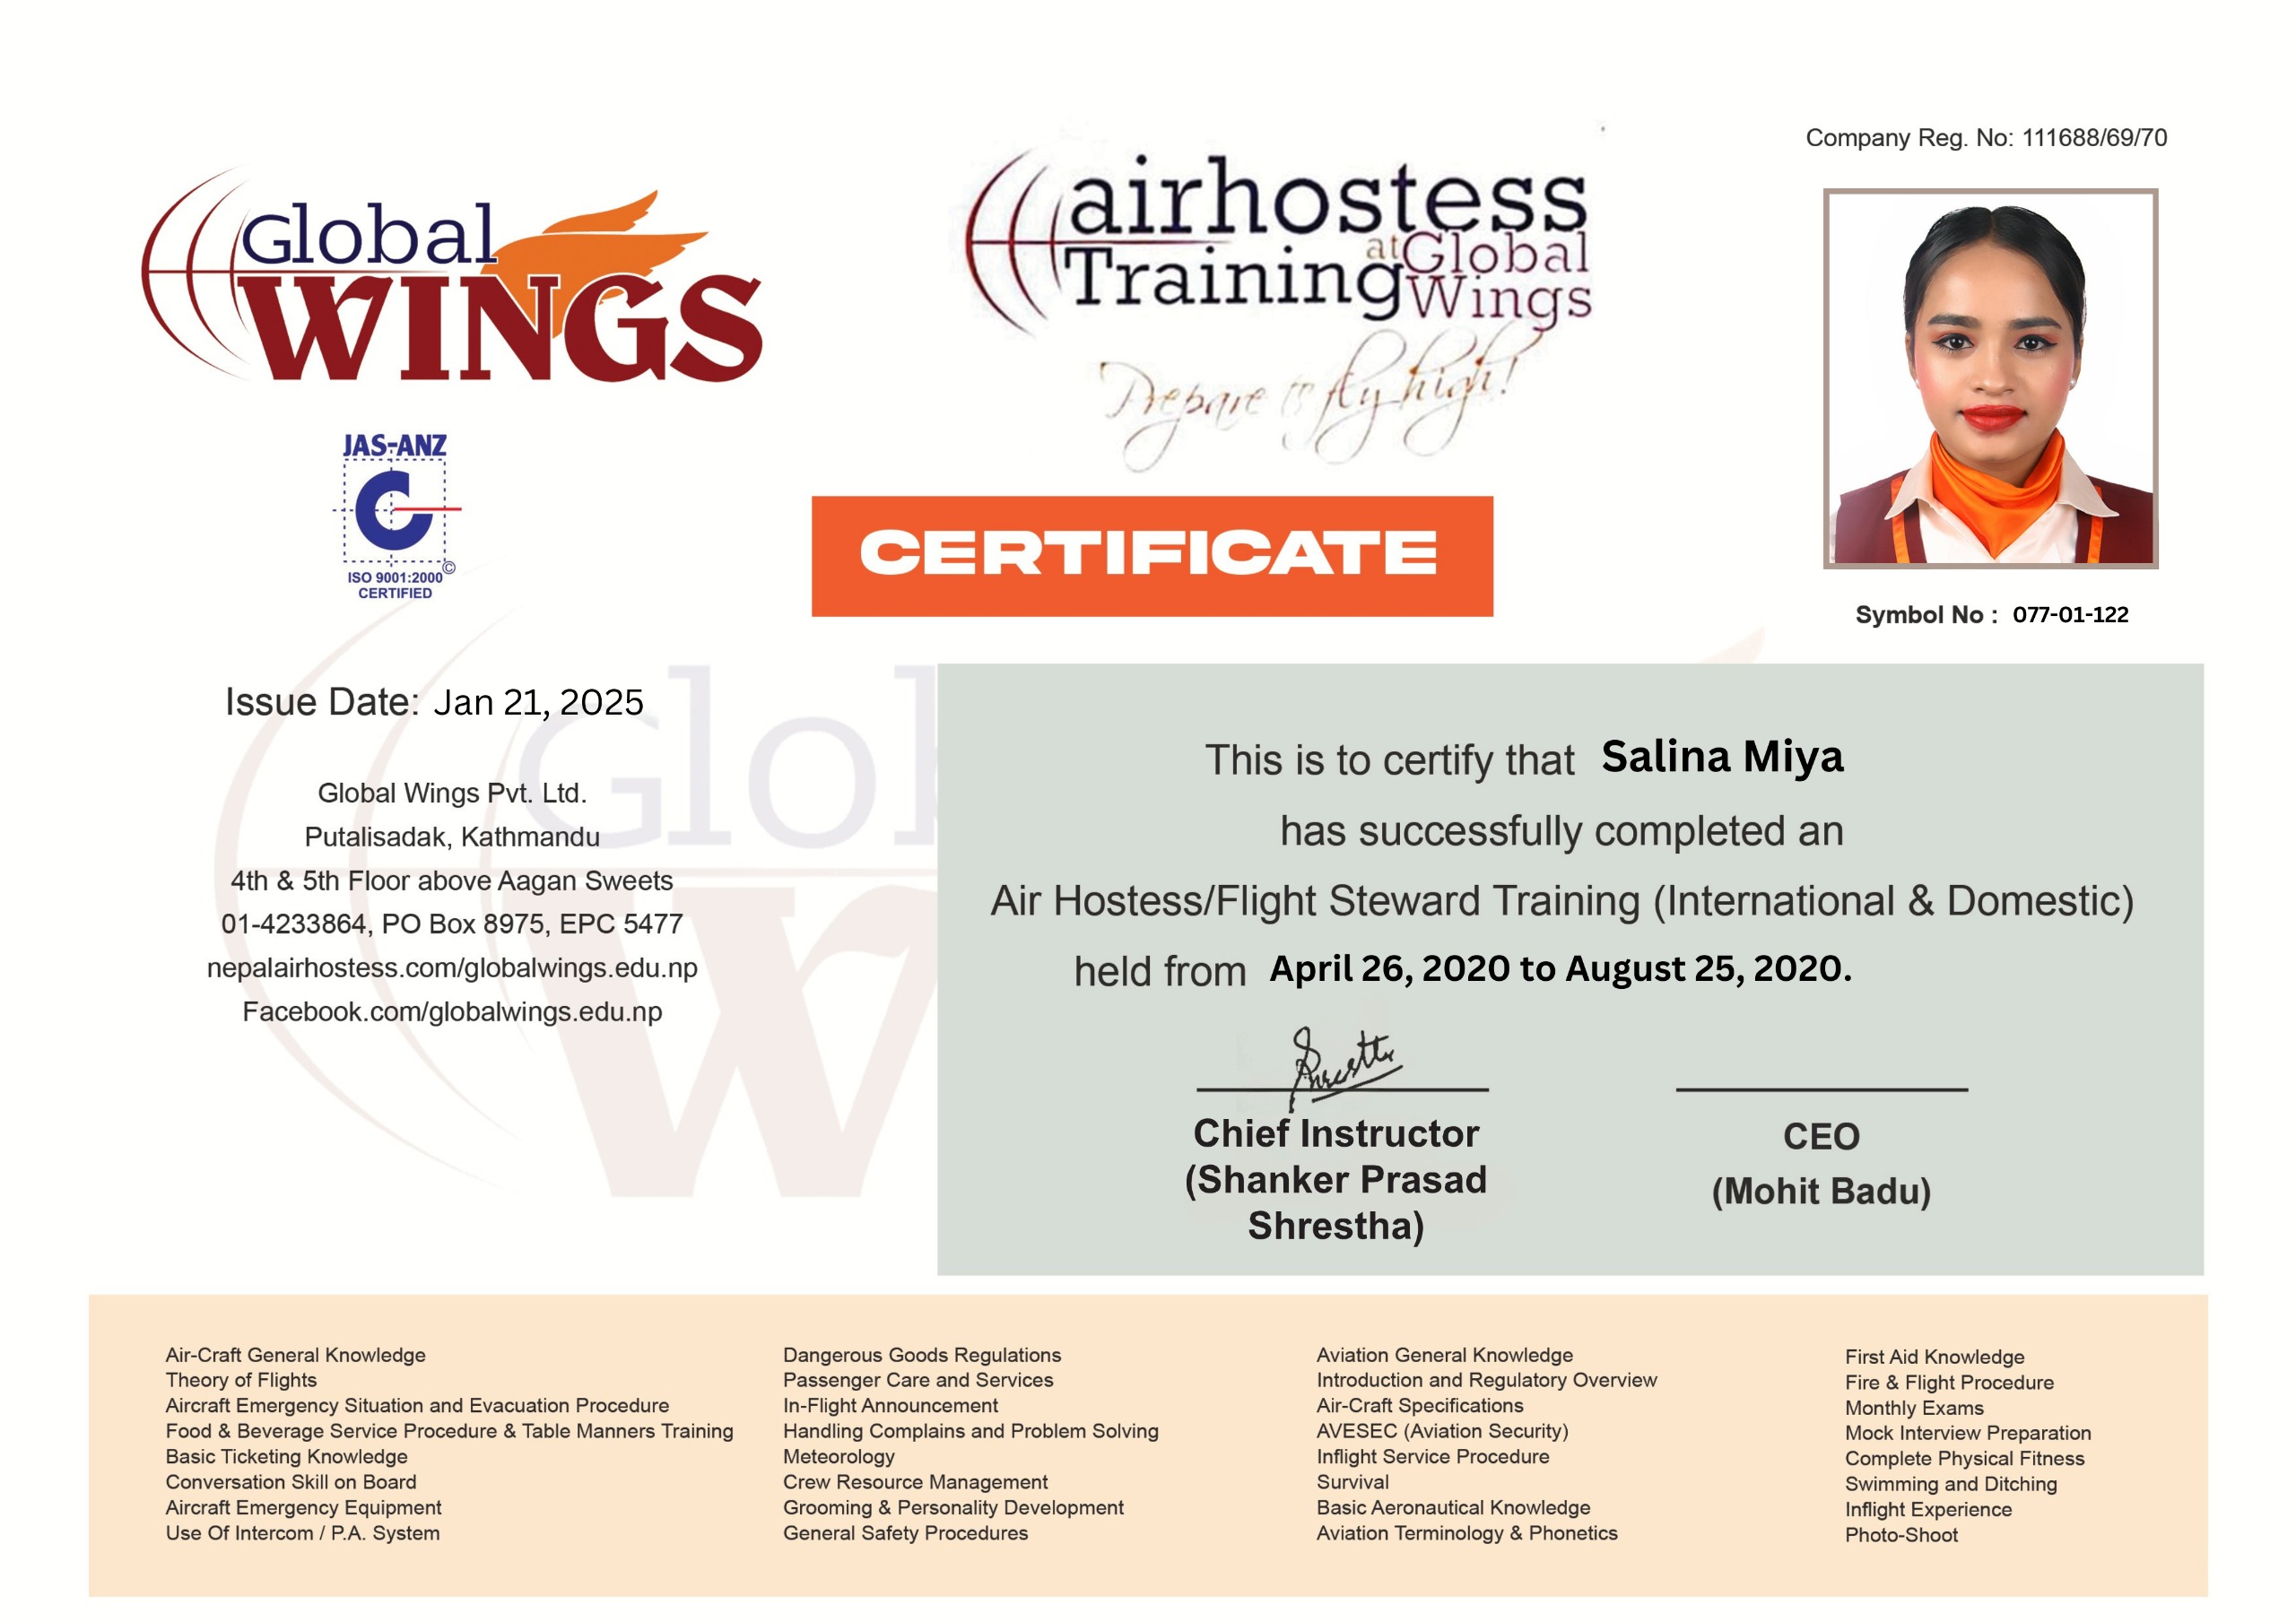 Global
WINGS
airhostess
Training at Global Wings
Prepare to fly high!
Company Reg. No: 111688/69/70
JAS-ANZ
ISO 9001:2000 ©
CERTIFIED
CERTIFICATE
Symbol No : 077-01-122
Issue Date: Jan 21, 2025
Global Wings Pvt. Ltd.
Putalisadak, Kathmandu
4th & 5th Floor above Aagan Sweets
01-4233864, PO Box 8975, EPC 5477
nepalairhostess.com/globalwings.edu.np
Facebook.com/globalwings.edu.np
Glob
W
This is to certify that Salina Miya
has successfully completed an
Air Hostess/Flight Steward Training (International & Domestic)
held from April 26, 2020 to August 25, 2020.
Chief Instructor
(Shanker Prasad
Shrestha)
CEO
(Mohit Badu)
Air-Craft General Knowledge
Theory of Flights
Aircraft Emergency Situation and Evacuation Procedure
Food & Beverage Service Procedure & Table Manners Training
Basic Ticketing Knowledge
Conversation Skill on Board
Aircraft Emergency Equipment
Use Of Intercom / P.A. System
Dangerous Goods Regulations
Passenger Care and Services
In-Flight Announcement
Handling Complains and Problem Solving
Meteorology
Crew Resource Management
Grooming & Personality Development
General Safety Procedures
Aviation General Knowledge
Introduction and Regulatory Overview
Air-Craft Specifications
AVESEC (Aviation Security)
Inflight Service Procedure
Survival
Basic Aeronautical Knowledge
Aviation Terminology & Phonetics
First Aid Knowledge
Fire & Flight Procedure
Monthly Exams
Mock Interview Preparation
Complete Physical Fitness
Swimming and Ditching
Inflight Experience
Photo-Shoot